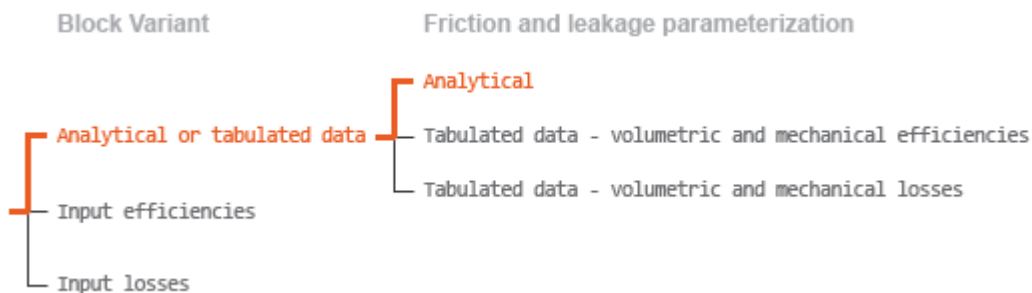 Block Variant
Friction and leakage parameterization
Analytical
Analytical or tabulated data
Tabulated data - volumetric and mechanical efficiencies
Tabulated data - volumetric and mechanical losses
Input efficiencies
Input losses